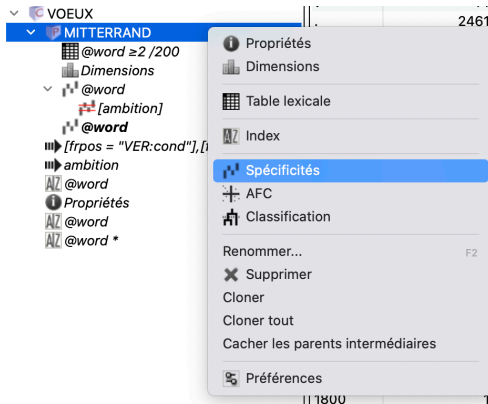 VOEUX
2461
MITTERRAND
@word ≥2 /200
Dimensions
@word
[ambition]
@word
[frpos = "VER:cond"],[
ambition
@word
Propriétés
@word
@word *
Propriétés
Dimensions
Table lexicale
Index
Spécificités
AFC
Classification
Renommer... F2
Supprimer
Cloner
Cloner tout
Cacher les parents intermédiaires
Préférences
1800